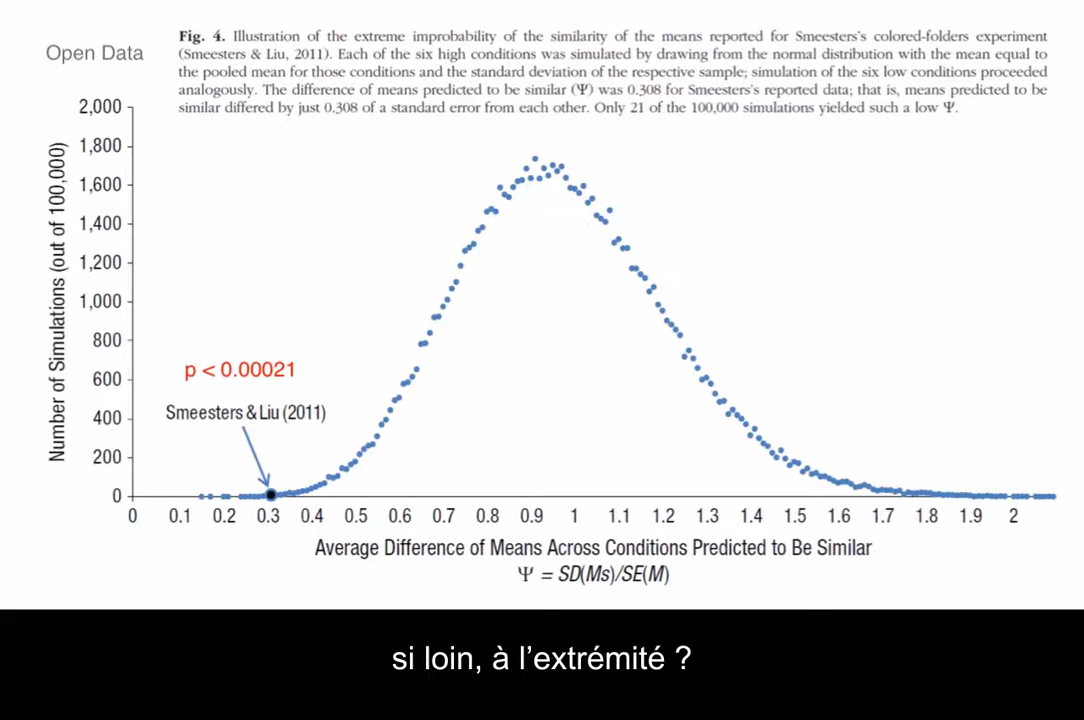 Open Data
Fig. 4. Illustration of the extreme improbability of the similarity of the means reported for Smeesters's colored-folders experiment
(Smeesters & Liu, 2011). Each of the six high conditions was simulated by drawing from the normal distribution with the mean equal to
the pooled mean for those conditions and the standard deviation of the respective sample; simulation of the six low conditions proceeded
analogously. The difference of means predicted to be similar (Ψ) was 0.308 for Smeesters's reported data; that is, means predicted to be
similar differed by just 0.308 of a standard error from each other. Only 21 of the 100,000 simulations yielded such a low Ψ.
Number of Simulations (out of 100,000)
2,000
1,800
1,600
1,400
1,200
1,000
800
600
400
200
0
p < 0.00021
Smeesters & Liu (2011)
0 0.1 0.2 0.3 0.4 0.5 0.6 0.7 0.8 0.9 1 1.1 1.2 1.3 1.4 1.5 1.6 1.7 1.8 1.9 2
Average Difference of Means Across Conditions Predicted to Be Similar
Ψ = SD(Ms)/SE(M)
si loin, à l'extrémité ?